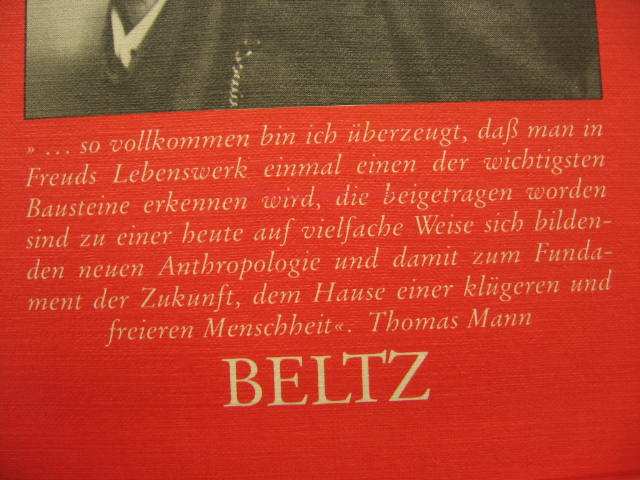 » ... so vollkommen bin ich überzeugt, daß man in
Freuds Lebenswerk einmal einen der wichtigsten
Bausteine erkennen wird, die beigetragen worden
sind zu einer heute auf vielfache Weise sich bilden-
den neuen Anthropologie und damit zum Funda-
ment der Zukunft, dem Hause einer klügeren und
freieren Menschheit«. Thomas Mann
BELTZ